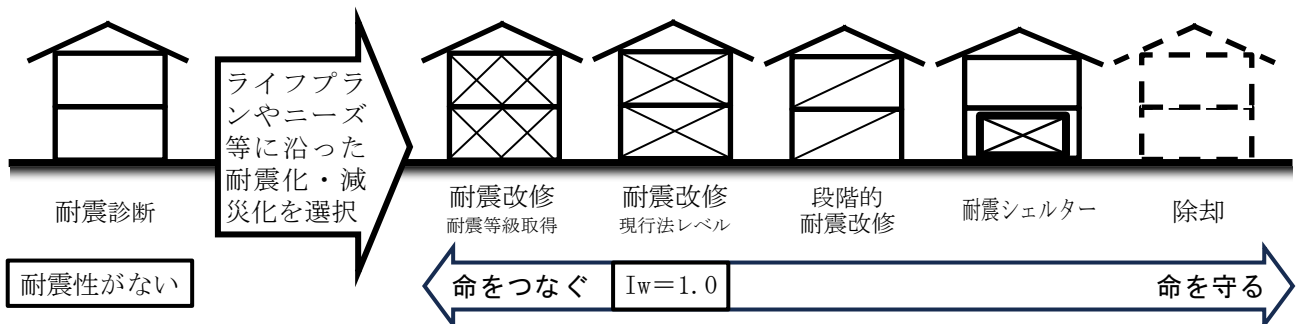 ライフプラ
ンやニーズ
等に沿った
耐震化・減
災化を選択
耐震診断
耐震改修
耐震等級取得
耐震改修
現行法レベル
段階的
耐震改修
耐震シェルター
除却
耐震性がない
命をつなぐ
Iw＝1.0
命を守る